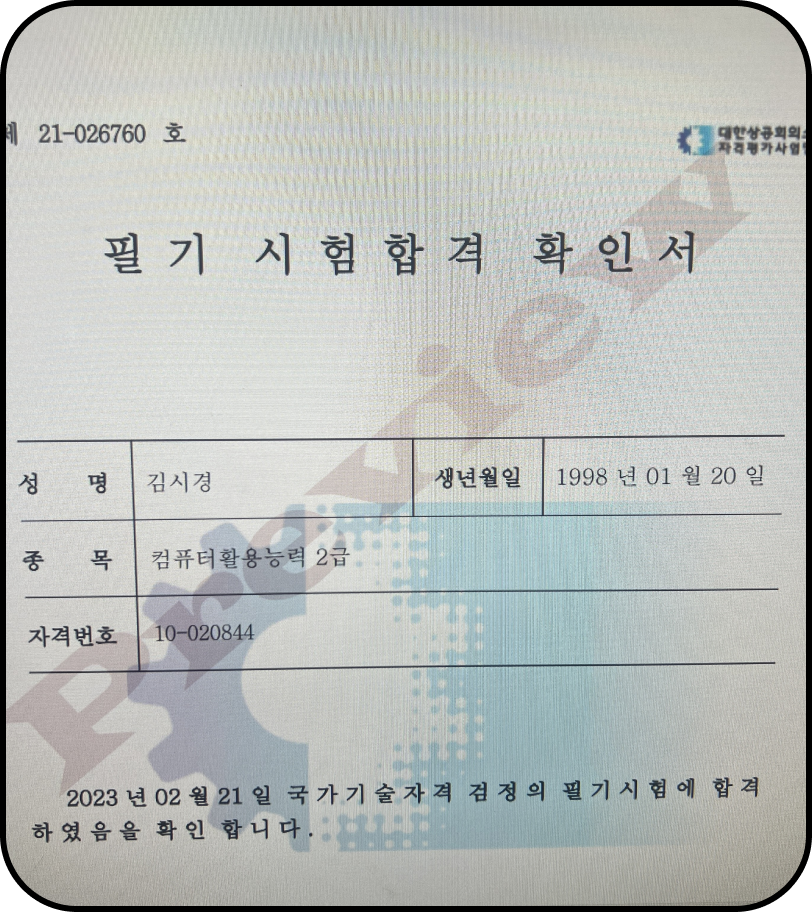 제 21-026760 호
대한상공회의소
자격평가사업단
필 기 시 험 합 격 확 인 서
성 명 김시경 생년월일 1998 년 01 월 20 일
종 목 컴퓨터활용능력 2급
자격번호 10-020844
Preview
2023 년 02 월 21 일 국 가 기 술 자 격 검 정 의 필 기 시 험 에 합 격
하 였 음 을 확 인 합 니 다 .